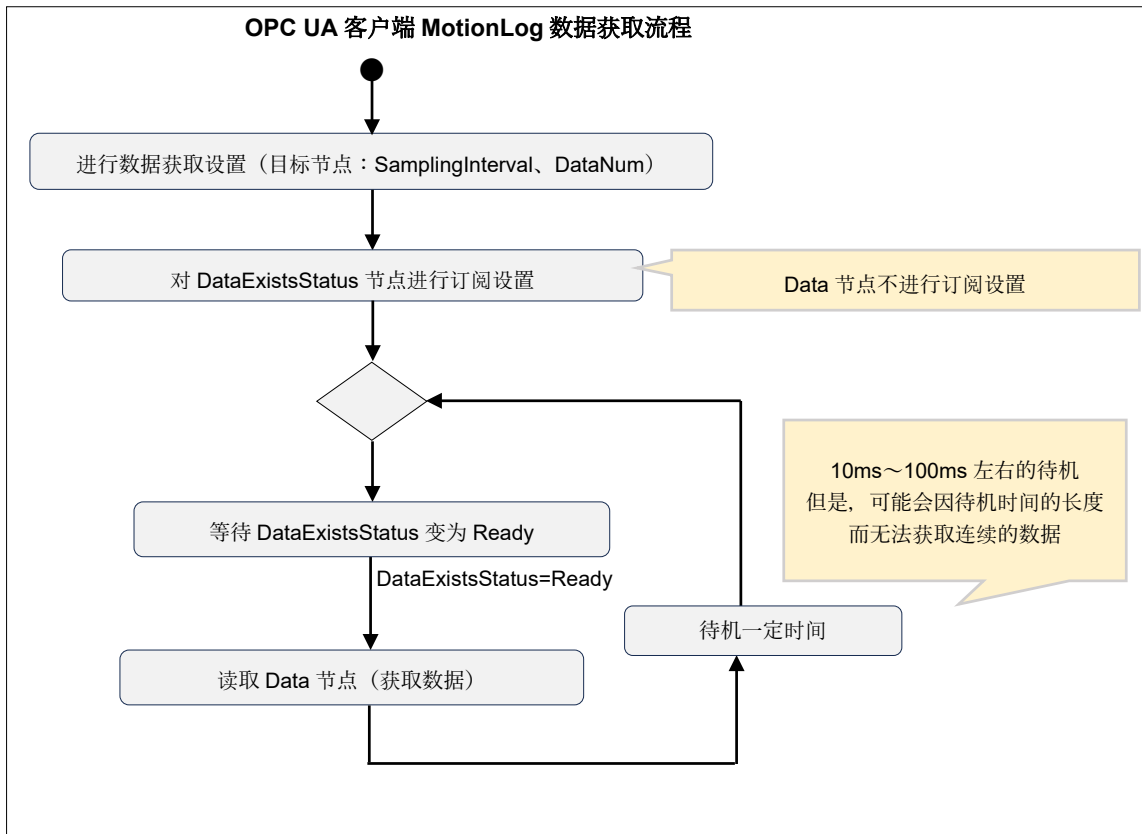 OPC UA 客户端 MotionLog 数据获取流程
进行数据获取设置（目标节点：SamplingInterval、DataNum）
对 DataExistsStatus 节点进行订阅设置
Data 节点不进行订阅设置
10ms～100ms 左右的待机
但是，可能会因待机时间的长度
而无法获取连续的数据
等待 DataExistsStatus 变为 Ready
DataExistsStatus=Ready
待机一定时间
读取 Data 节点（获取数据）